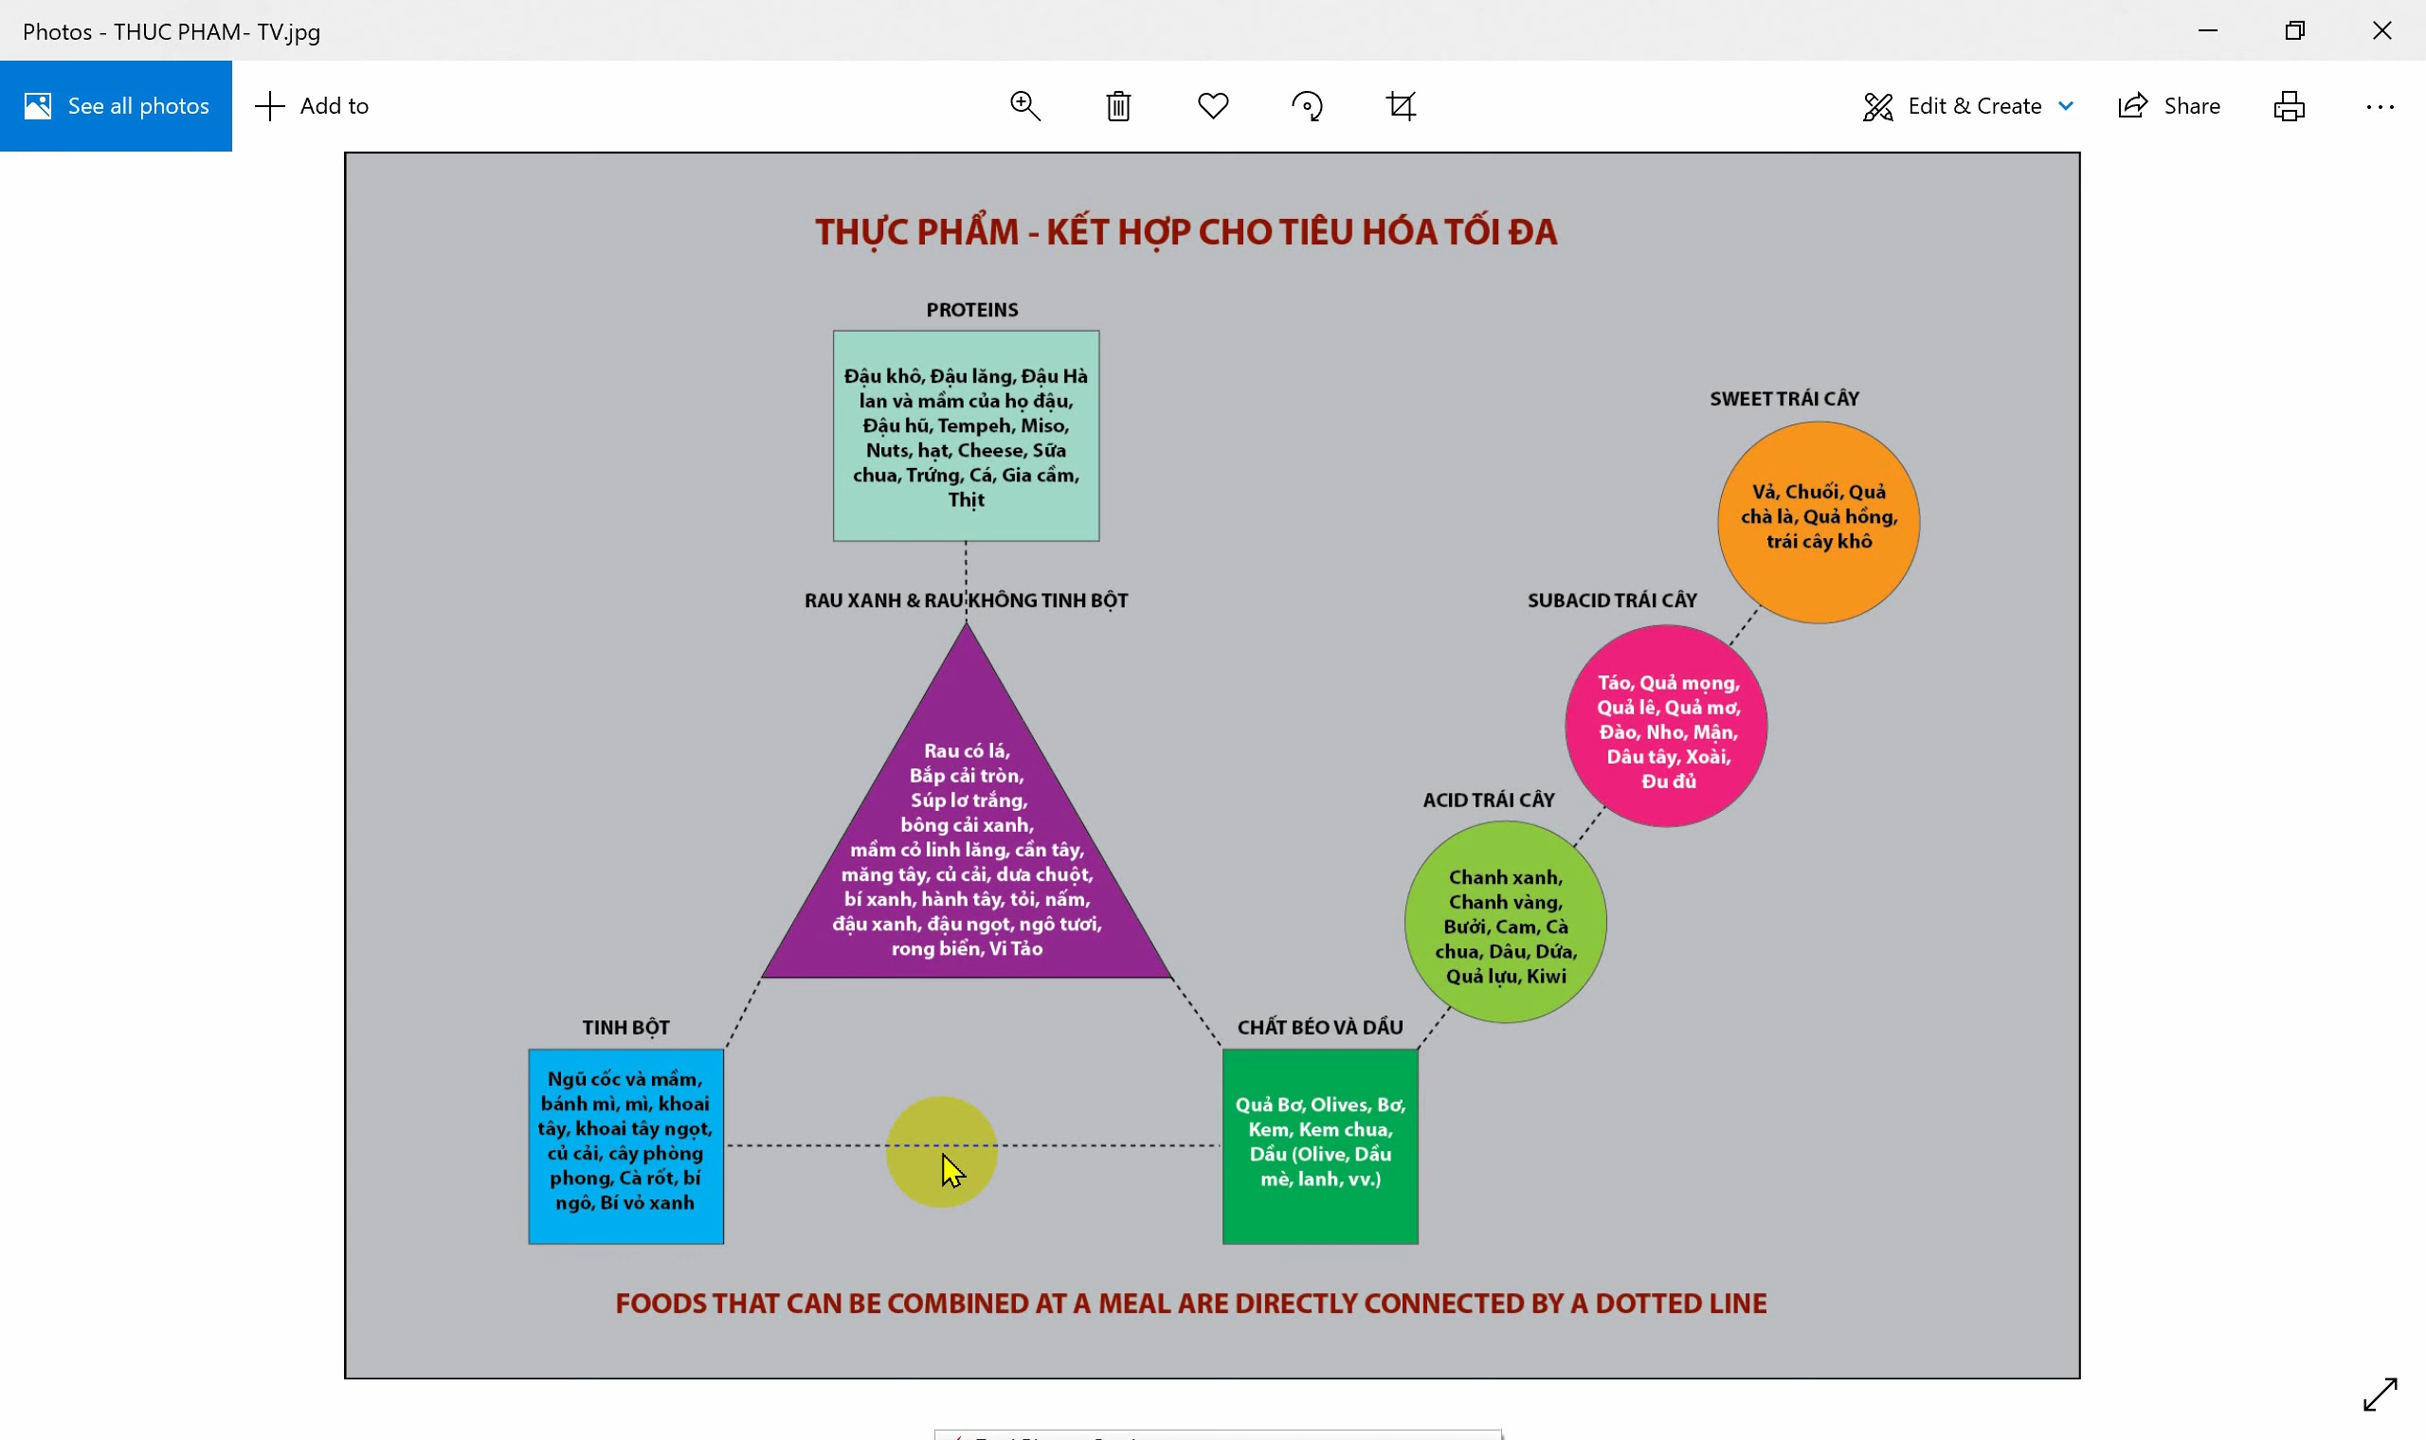 Photos - THUC PHAM- TV.jpg
See all photos
Add to
Edit & Create
Share
THỰC PHẨM - KẾT HỢP CHO TIÊU HÓA TỐI ĐA
PROTEINS
Đậu khô, Đậu lăng, Đậu Hà
lan và mầm của họ đậu,
Đậu hũ, Tempeh, Miso,
Nuts, hạt, Cheese, Sữa
chua, Trứng, Cá, Gia cầm,
Thịt
SWEET TRÁI CÂY
Vả, Chuối, Quả
chà là, Quả hồng,
trái cây khô
RAU XANH & RAU KHÔNG TINH BỘT
Rau có lá,
Bắp cải tròn,
Súp lơ trắng,
bông cải xanh,
mầm cỏ linh lăng, cần tây,
măng tây, củ cải, dưa chuột,
bí xanh, hành tây, tỏi, nấm,
đậu xanh, đậu ngọt, ngô tươi,
rong biển, Vi Tảo
SUBACID TRÁI CÂY
Táo, Quả mọng,
Quả lê, Quả mơ,
Đào, Nho, Mận,
Dâu tây, Xoài,
Đu đủ
ACID TRÁI CÂY
Chanh xanh,
Chanh vàng,
Bưởi, Cam, Cà
chua, Dâu, Dứa,
Quả lựu, Kiwi
TINH BỘT
Ngũ cốc và mầm,
bánh mì, mì, khoai
tây, khoai tây ngọt,
củ cải, cây phòng
phong, Cà rốt, bí
ngô, Bí vỏ xanh
CHẤT BÉO VÀ DẦU
Quả Bơ, Olives, Bơ,
Kem, Kem chua,
Dầu (Olive, Dầu
mè, lanh, vv.)
FOODS THAT CAN BE COMBINED AT A MEAL ARE DIRECTLY CONNECTED BY A DOTTED LINE